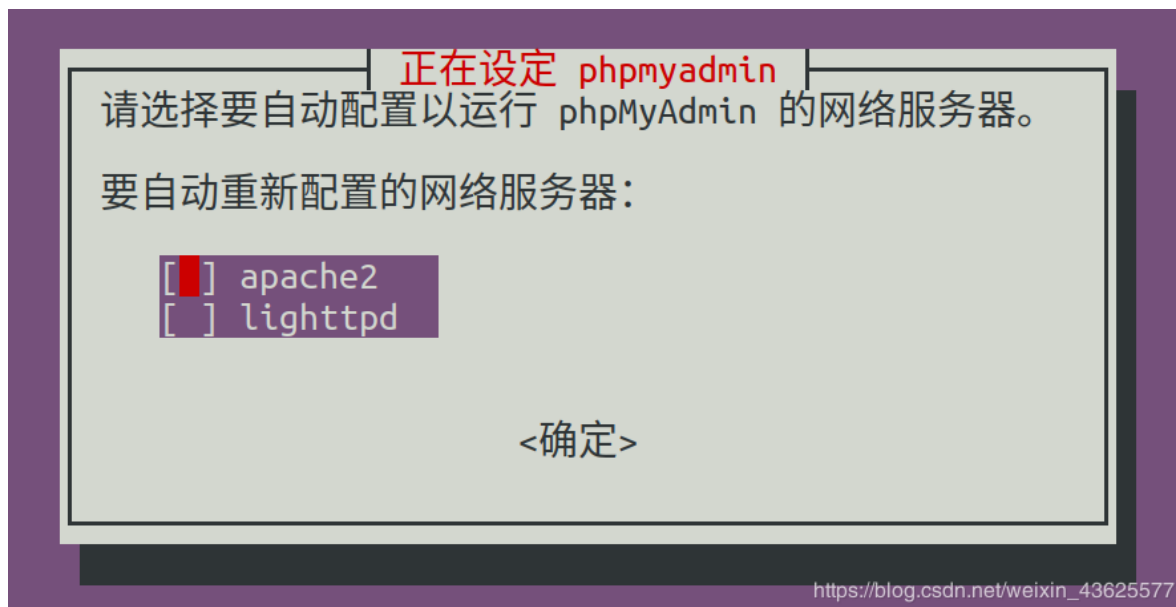 正在设定 phpmyadmin
请选择要自动配置以运行 phpMyAdmin 的网络服务器。
要自动重新配置的网络服务器：
[ ] apache2
[ ] lighttpd
<确定>
https://blog.csdn.net/weixin_43625577